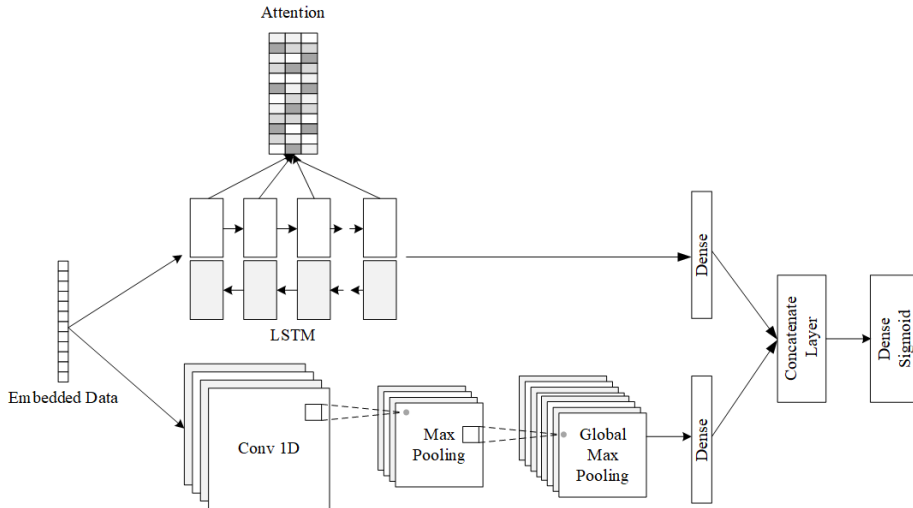 Attention
LSTM
Embedded Data
Conv 1D
Max
Pooling
Global
Max
Pooling
Dense
Dense
Concatenate
Layer
Dense
Sigmoid